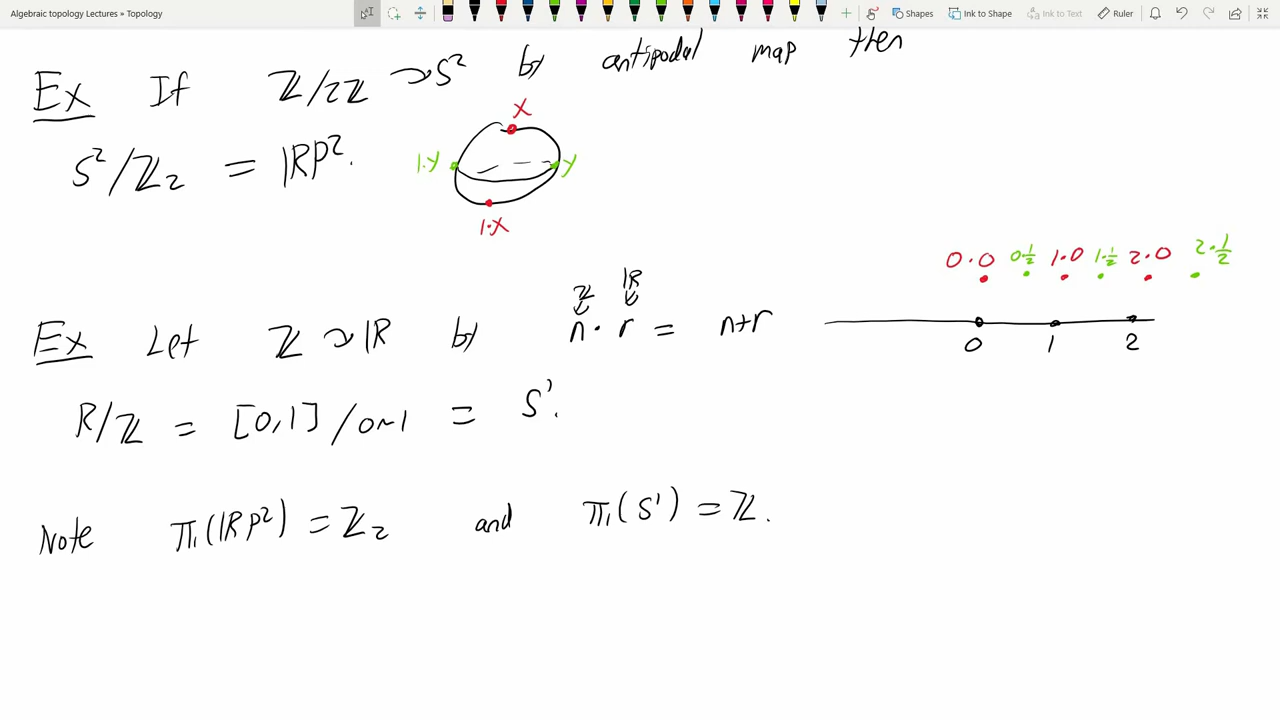 Algebraic topology Lectures » Topology
Shapes Ink to Shape Ink to Text Ruler
Ex If ℤ/2ℤ ↷ S² by antipodal map then
S²/ℤ₂ = ℝP².
x
1·y y
1·x
0·0 0·½ 1·0 1·½ 2·0 2·½
ℤ ℝ
Ex Let ℤ ↷ ℝ by n · r = n+r
0 1 2
R/ℤ = [0,1]/0~1 = S¹.
Note π₁(ℝP²) = ℤ₂ and π₁(S¹) = ℤ.